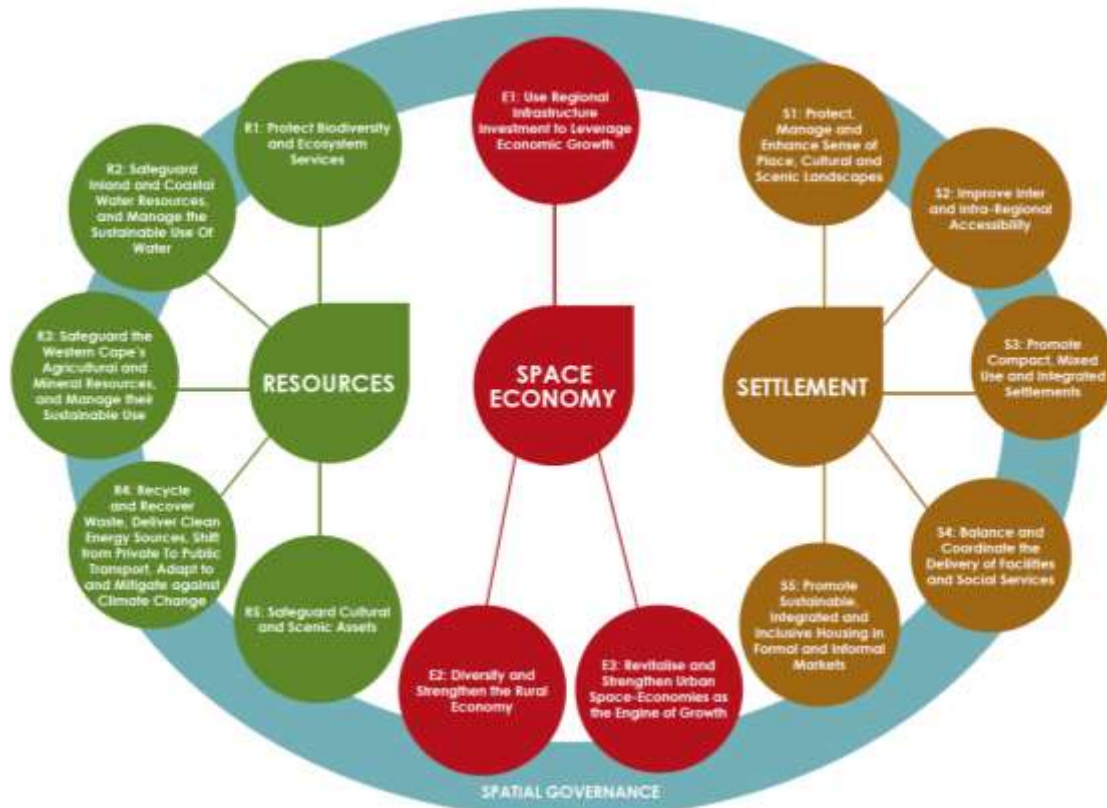 R1: Protect Biodiversity
and Ecosystem
Services
R2: Safeguard
Inland and Coastal
Water Resources,
and Manage the
Sustainable Use Of
Water
R3: Safeguard the
Western Cape's
Agricultural and
Mineral Resources,
and Manage their
Sustainable Use
R4: Recycle
and Recover
Waste, Deliver Clean
Energy Sources, Shift
from Private To Public
Transport, Adapt to
and Mitigate against
Climate Change
R5: Safeguard Cultural
and Scenic Assets
RESOURCES
E1: Use Regional
Infrastructure
Investment to Leverage
Economic Growth
SPACE
ECONOMY
E2: Diversify and
Strengthen the Rural
Economy
E3: Revitalise and
Strengthen Urban
Space-Economies as
the Engine of Growth
S1: Protect,
Manage and
Enhance Sense of
Place, Cultural and
Scenic Landscapes
S2: Improve Inter
and Intra-Regional
Accessibility
SETTLEMENT
S3: Promote
Compact, Mixed
Use and Integrated
Settlements
S4: Balance and
Coordinate the
Delivery of Facilities
and Social Services
S5: Promote
Sustainable,
Integrated and
Inclusive Housing in
Formal and Informal
Markets
SPATIAL GOVERNANCE